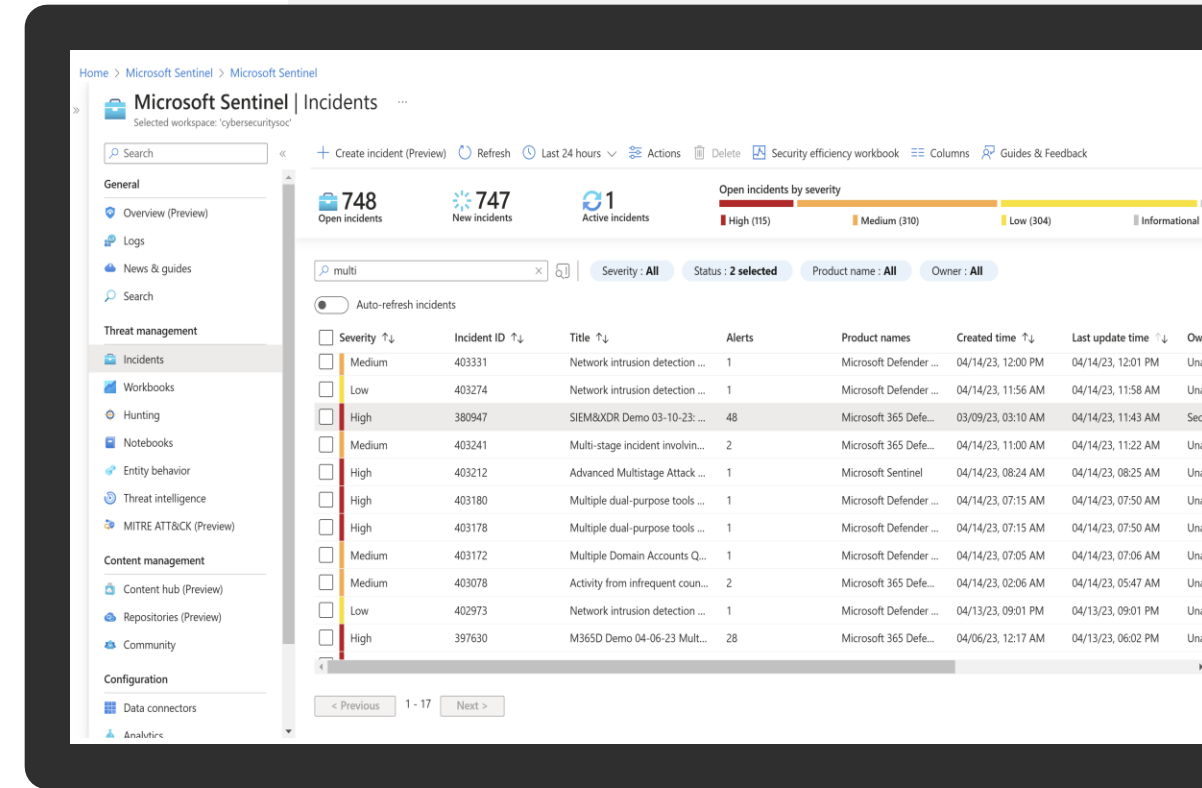 Home > Microsoft Sentinel > Microsoft Sentinel
Microsoft Sentinel | Incidents ...
Selected workspace: 'cybersecuritysoc'
Search
General
Overview (Preview)
Logs
News & guides
Search
Threat management
Incidents
Workbooks
Hunting
Notebooks
Entity behavior
Threat intelligence
MITRE ATT&CK (Preview)
Content management
Content hub (Preview)
Repositories (Preview)
Community
Configuration
Data connectors
Analytics
+ Create incident (Preview) Refresh Last 24 hours Actions Delete Security efficiency workbook Columns Guides & Feedback
748 Open incidents
747 New incidents
1 Active incidents
Open incidents by severity
High (115) Medium (310) Low (304) Informational
multi Severity : All Status : 2 selected Product name : All Owner : All
Auto-refresh incidents
Severity Incident ID Title Alerts Product names Created time Last update time Ow
Medium 403331 Network intrusion detection ... 1 Microsoft Defender ... 04/14/23, 12:00 PM 04/14/23, 12:01 PM Una
Low 403274 Network intrusion detection ... 1 Microsoft Defender ... 04/14/23, 11:56 AM 04/14/23, 11:58 AM Una
High 380947 SIEM&XDR Demo 03-10-23: ... 48 Microsoft 365 Defe... 03/09/23, 03:10 AM 04/14/23, 11:43 AM Sec
Medium 403241 Multi-stage incident involvin... 2 Microsoft 365 Defe... 04/14/23, 11:00 AM 04/14/23, 11:22 AM Una
High 403212 Advanced Multistage Attack ... 1 Microsoft Sentinel 04/14/23, 08:24 AM 04/14/23, 08:25 AM Una
High 403180 Multiple dual-purpose tools ... 1 Microsoft Defender ... 04/14/23, 07:15 AM 04/14/23, 07:50 AM Una
High 403178 Multiple dual-purpose tools ... 1 Microsoft Defender ... 04/14/23, 07:15 AM 04/14/23, 07:50 AM Una
Medium 403172 Multiple Domain Accounts Q... 1 Microsoft Defender ... 04/14/23, 07:05 AM 04/14/23, 07:06 AM Una
Medium 403078 Activity from infrequent coun... 2 Microsoft 365 Defe... 04/14/23, 02:06 AM 04/14/23, 05:47 AM Una
Low 402973 Network intrusion detection ... 1 Microsoft Defender ... 04/13/23, 09:01 PM 04/13/23, 09:01 PM Una
High 397630 M365D Demo 04-06-23 Mult... 28 Microsoft 365 Defe... 04/06/23, 12:17 AM 04/13/23, 06:02 PM Una
< Previous 1 - 17 Next >